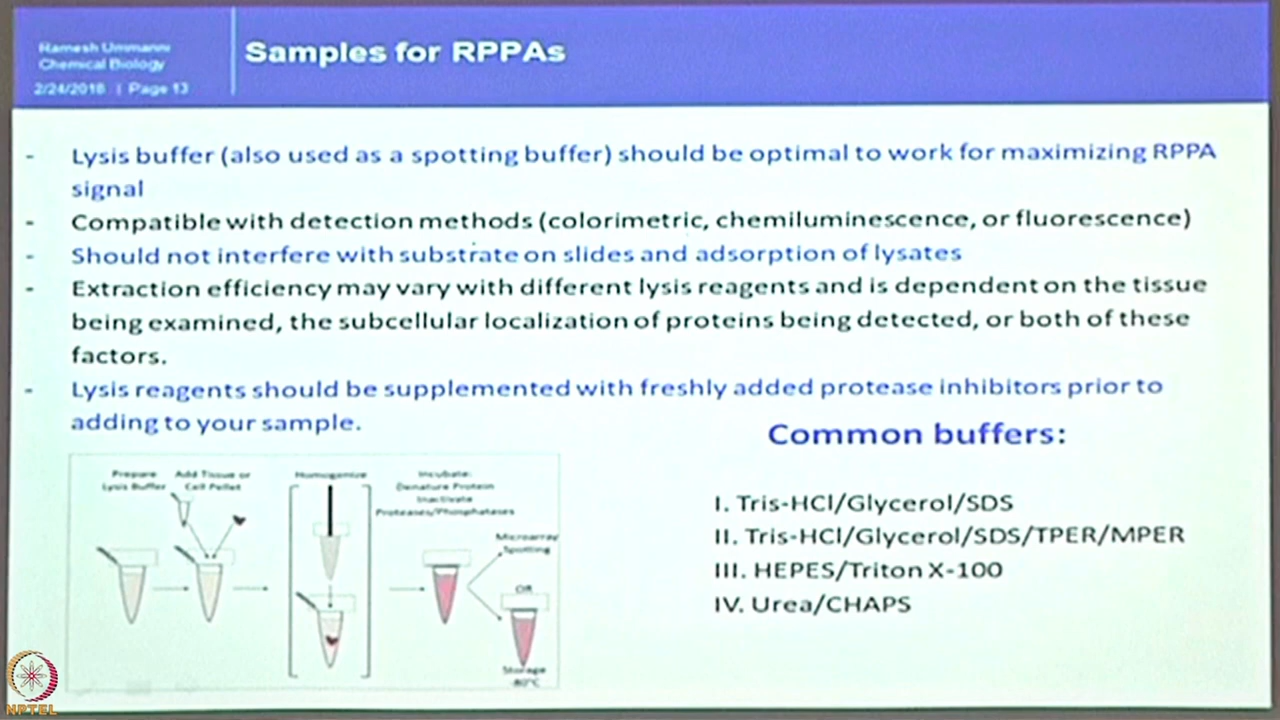 Ramesh Ummanni
Chemical Biology
2/24/2018 | Page 13
Samples for RPPAs
- Lysis buffer (also used as a spotting buffer) should be optimal to work for maximizing RPPA
signal
- Compatible with detection methods (colorimetric, chemiluminescence, or fluorescence)
- Should not interfere with substrate on slides and adsorption of lysates
- Extraction efficiency may vary with different lysis reagents and is dependent on the tissue
being examined, the subcellular localization of proteins being detected, or both of these
factors.
- Lysis reagents should be supplemented with freshly added protease inhibitors prior to
adding to your sample.
Prepare
Lysis Buffer
Add Tissue or
Cell Pellet
Homogenize
Incubate:
Denature Protein
Inactivate
Proteases/Phosphatases
Microarray
Spotting
OR
Storage
-80°C
Common buffers:
I. Tris-HCl/Glycerol/SDS
II. Tris-HCl/Glycerol/SDS/TPER/MPER
III. HEPES/Triton X-100
IV. Urea/CHAPS
NPTEL